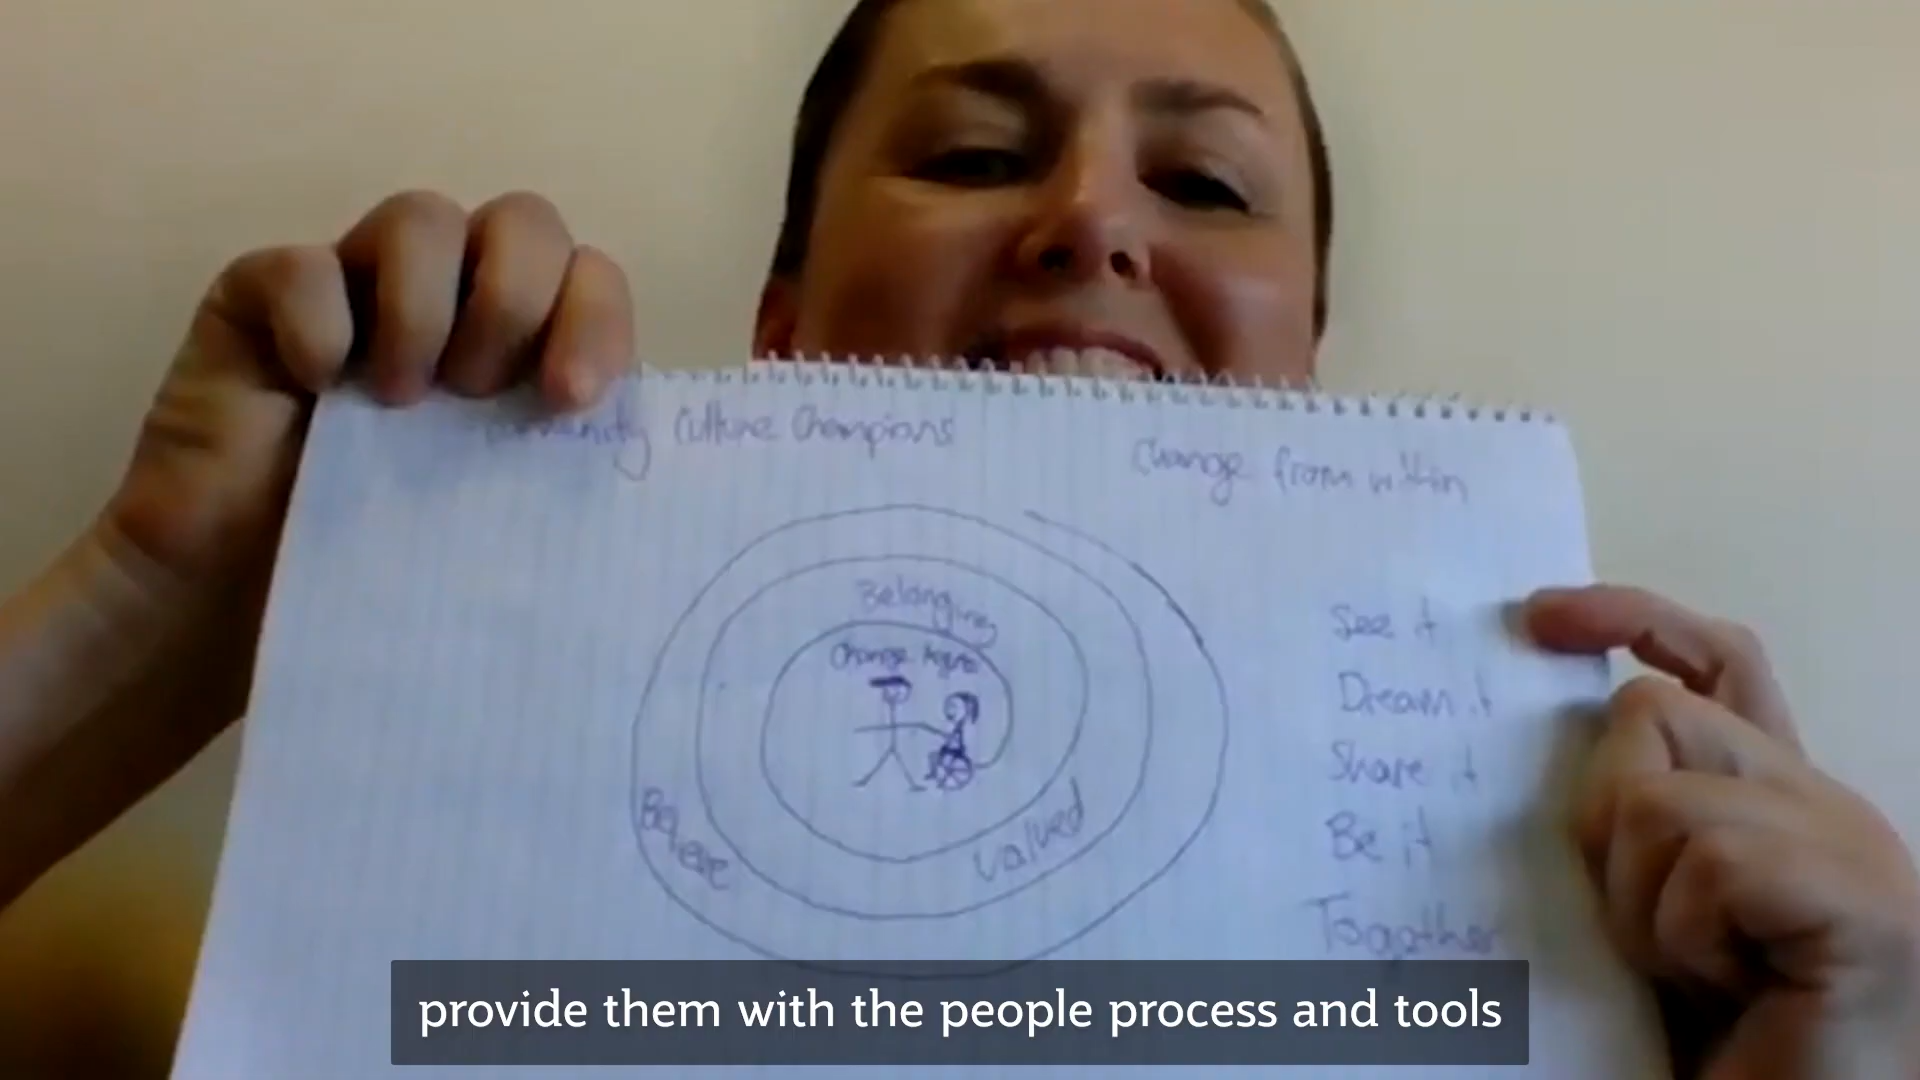 Culture Champions
Change from within
Belonging
Change
See it
Dream it
Share it
Be it
Together
Believe
Valued
provide them with the people process and tools